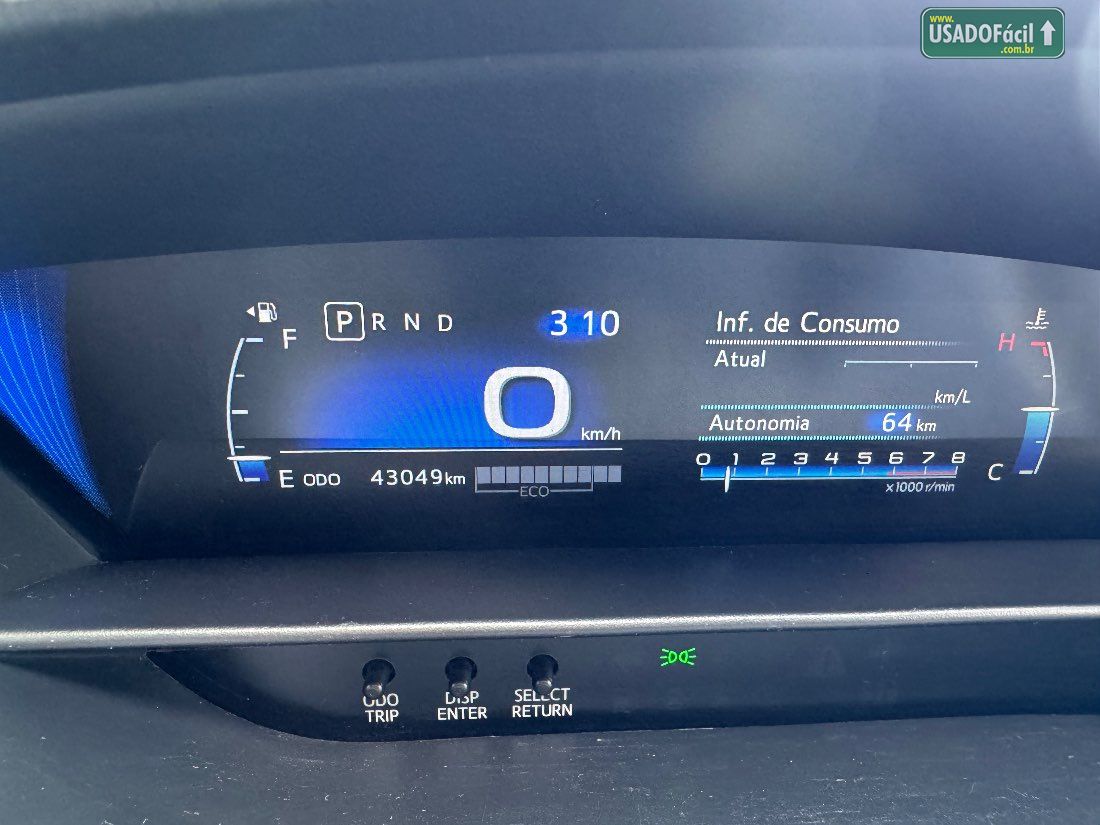 www.
USADOFácil
.com.br
F P R N D 3 10
0 km/h
E ODO 43049 km
ECO
Inf. de Consumo
Atual
km/L
Autonomia 64 km
0 1 2 3 4 5 6 7 8
x1000 r/min
H
C
ODO
TRIP
DISP
ENTER
SELECT
RETURN